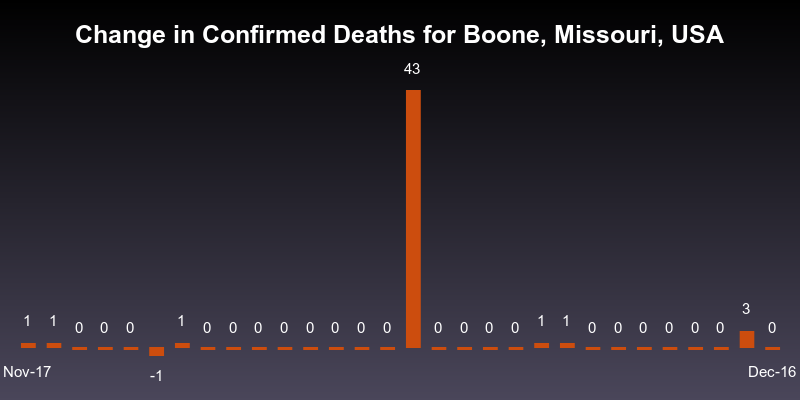 Change in Confirmed Deaths for Boone, Missouri, USA
43
3
1 1 0 0 0 1 0 0 0 0 0 0 0 0 0 0 0 0 1 1 0 0 0 0 0 0 0
Nov-17 -1 Dec-16